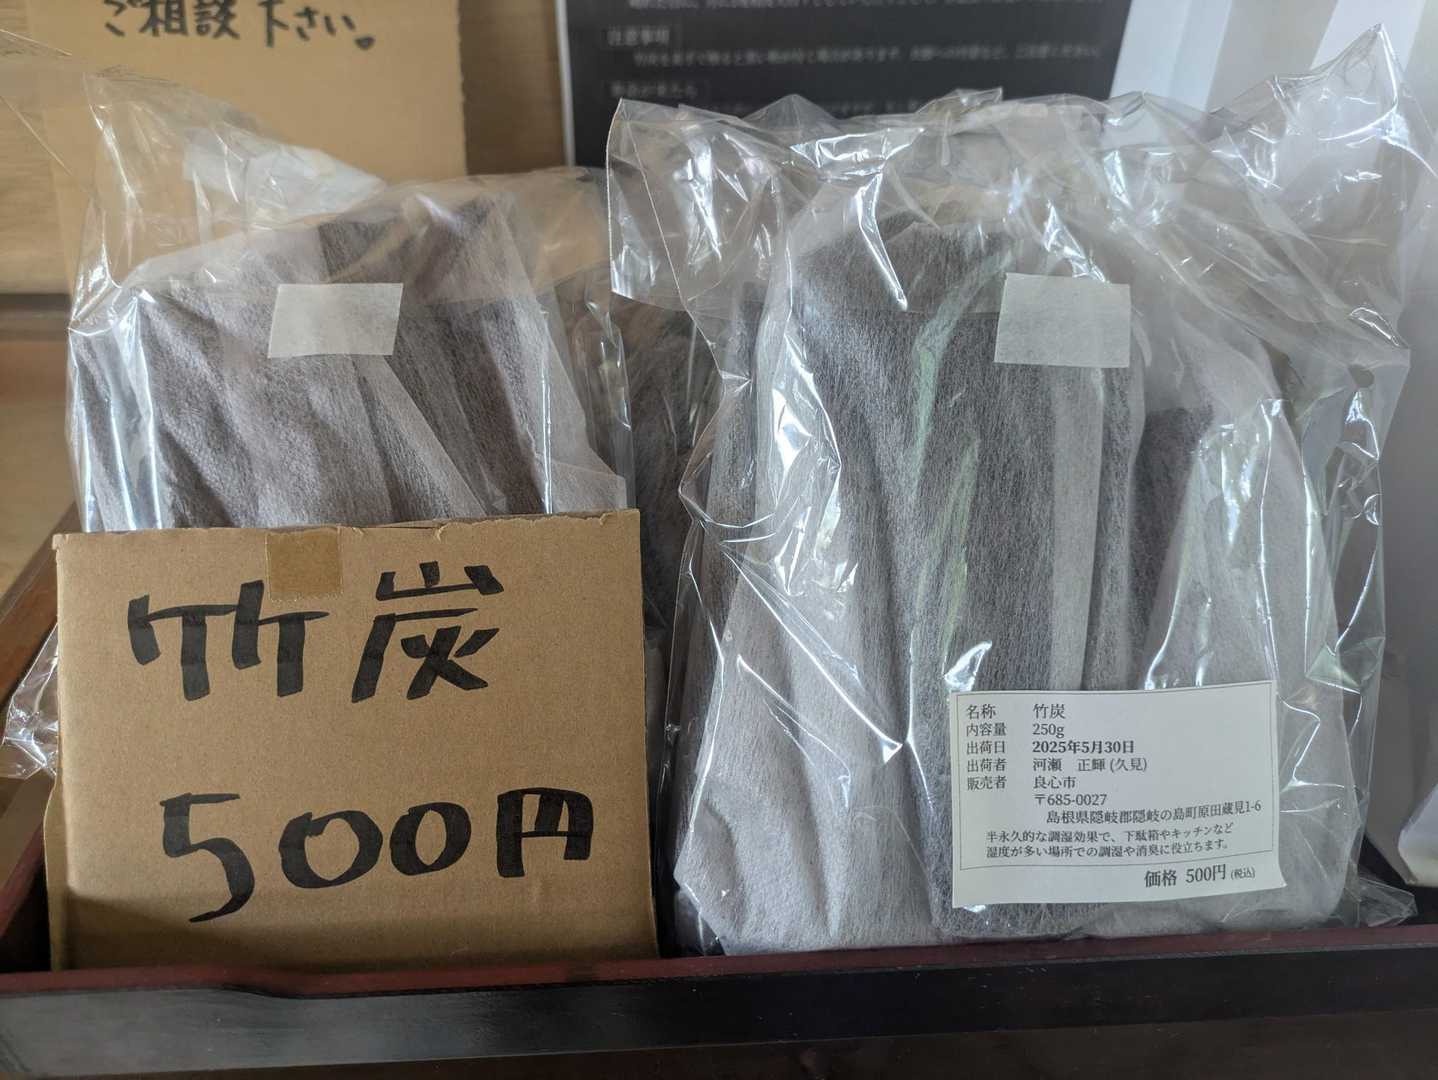 ご相談下さい。
注意事項
竹炭
500円
名称 竹炭
内容量 250g
出荷日 2025年5月30日
出荷者 河瀬 正輝 (久見)
販売者 良心市
〒685-0027
島根県隠岐郡隠岐の島町原田蔵見1-6
半永久的な調湿効果で、下駄箱やキッチンなど
湿度が多い場所での調湿や消臭に役立ちます。
価格 500円 (税込)